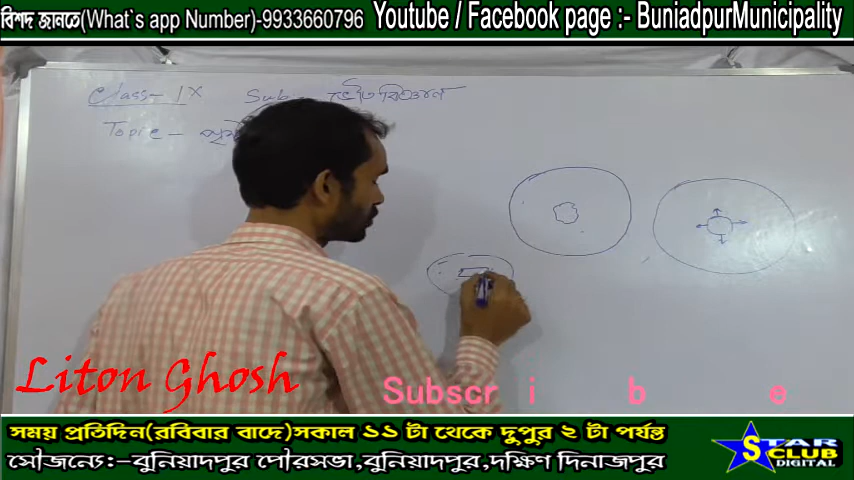 বিশদ জানতে(What`s app Number)-9933660796 Youtube / Facebook page :- BuniadpurMunicipality
Class - IX Sub - ভৌতবিজ্ঞান
Topic -
Liton Ghosh
Subscr i b e
সময় প্রতিদিন(রবিবার বাদে)সকাল ১১ টা থেকে দুপুর ২ টা পর্যন্ত
সৌজন্যে:-বুনিয়াদপুর পৌরসভা,বুনিয়াদপুর,দক্ষিণ দিনাজপুর
S STAR
CLUB
DIGITAL